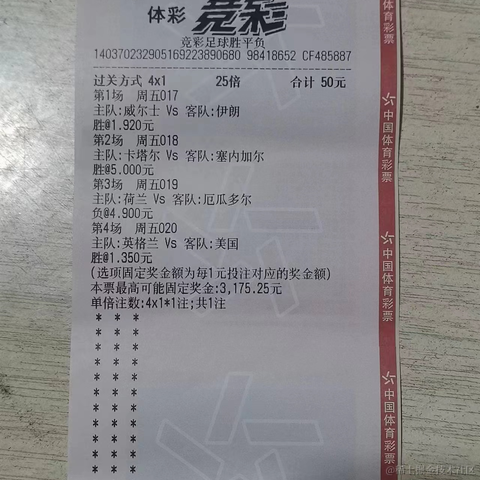 体彩 竞彩
竞彩足球胜平负
140370232905169223890680 98418652 CF485887
过关方式 4x1 25倍 合计 50元
第1场 周五017
主队:威尔士 Vs 客队:伊朗
胜@1.920元
第2场 周五018
主队:卡塔尔 Vs 客队:塞内加尔
胜@5.000元
第3场 周五019
主队:荷兰 Vs 客队:厄瓜多尔
负@4.900元
第4场 周五020
主队:英格兰 Vs 客队:美国
胜@1.350元
(选项固定奖金额为每1元投注对应的奖金额)
本票最高可能固定奖金:3,175.25元
单倍注数:4x1*1注;共1注
* * *
* * *
* * *
* * *
* * *
* * *
* * *
* * *
* * *
* * *
* * *
体育彩票
中国体育彩票
中国体育彩票
中国体育彩票
@稀土掘金技术社区